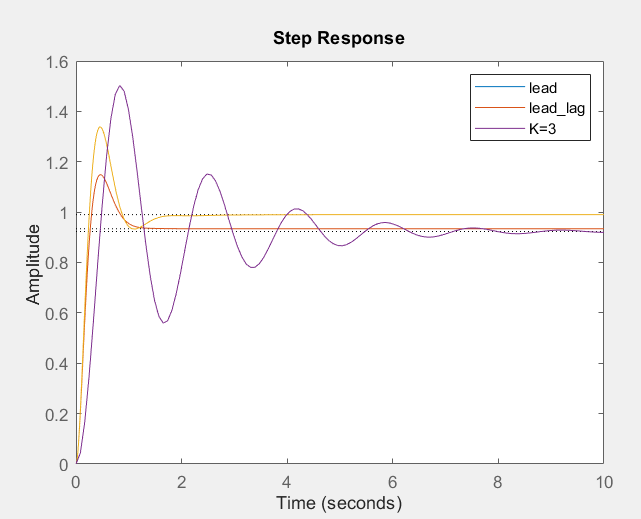 Step Response
lead
lead_lag
K=3
1.6
1.4
1.2
1
0.8
0.6
0.4
0.2
0
Amplitude
0 2 4 6 8 10
Time (seconds)